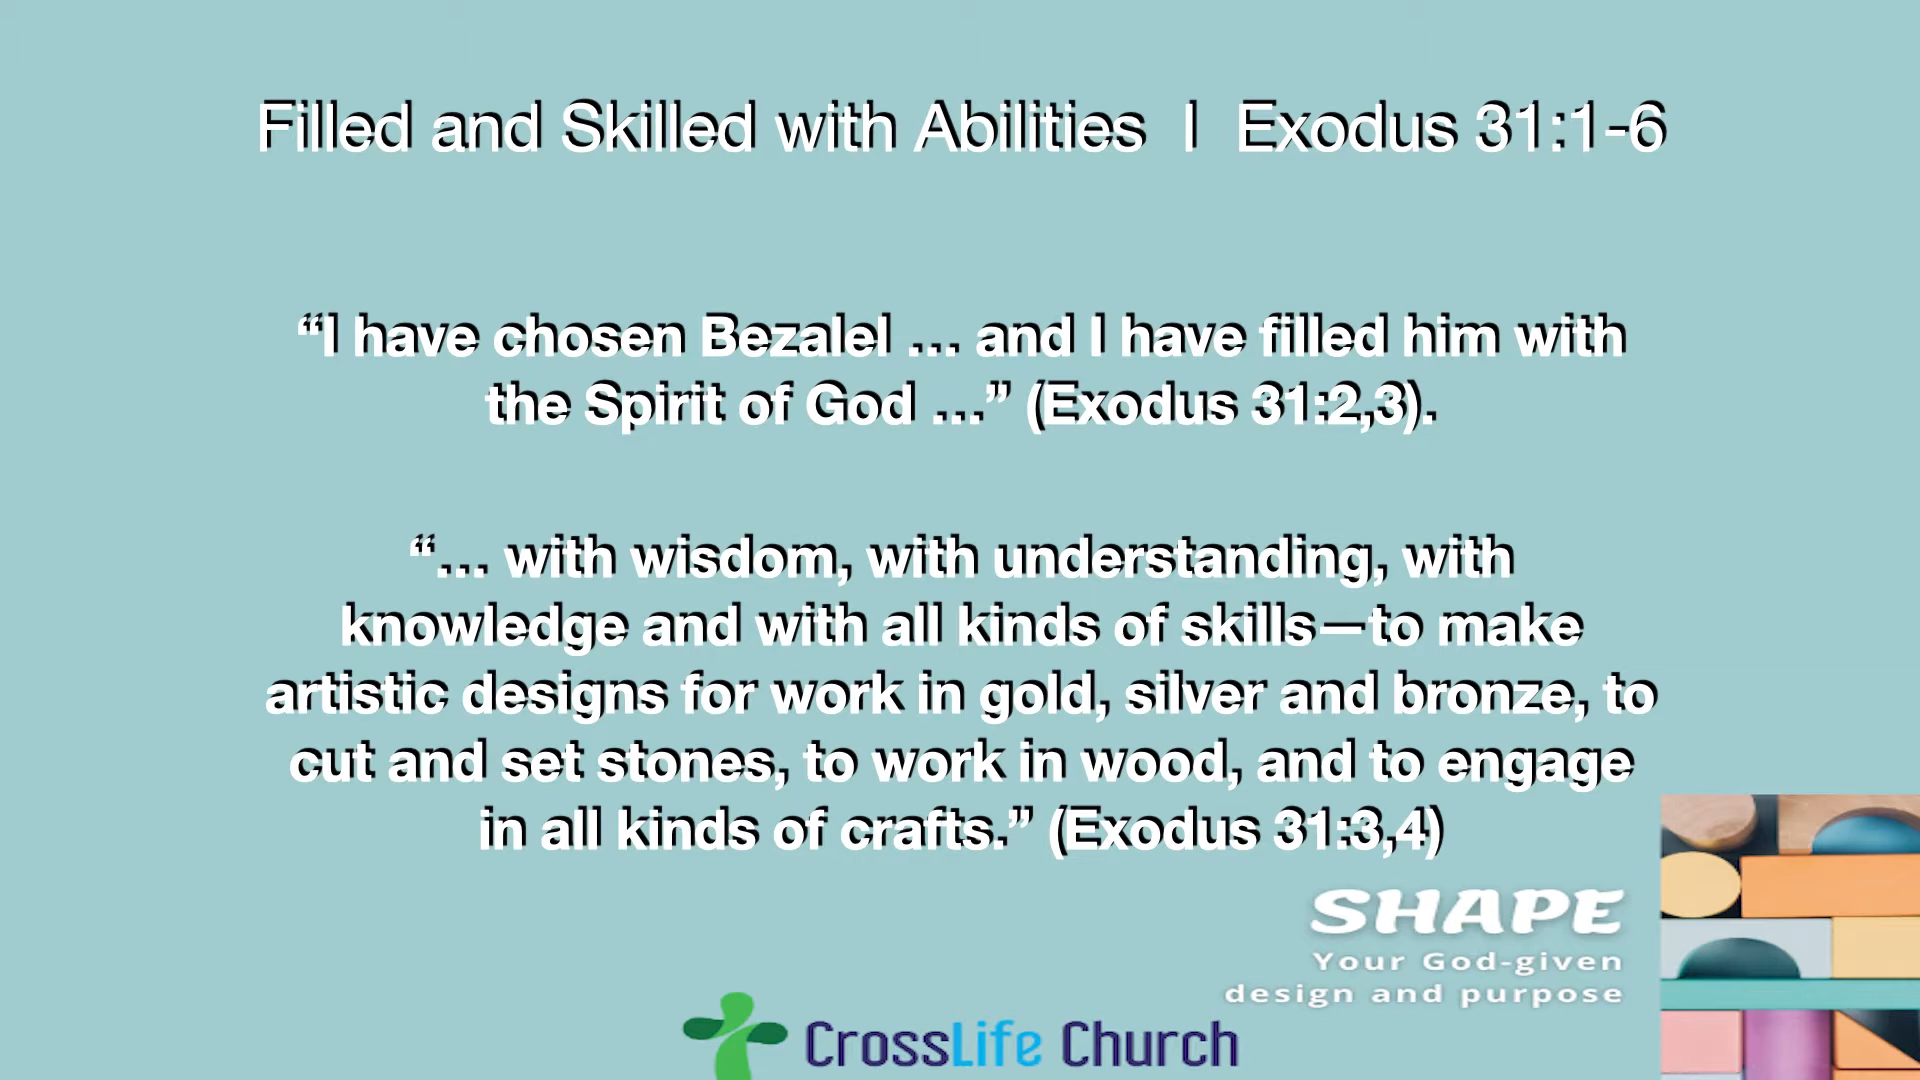 Filled and Skilled with Abilities | Exodus 31:1-6
“I have chosen Bezalel … and I have filled him with
the Spirit of God …” (Exodus 31:2,3).
“… with wisdom, with understanding, with
knowledge and with all kinds of skills—to make
artistic designs for work in gold, silver and bronze, to
cut and set stones, to work in wood, and to engage
in all kinds of crafts.” (Exodus 31:3,4)
SHAPE
Your God-given
design and purpose
CrossLife Church